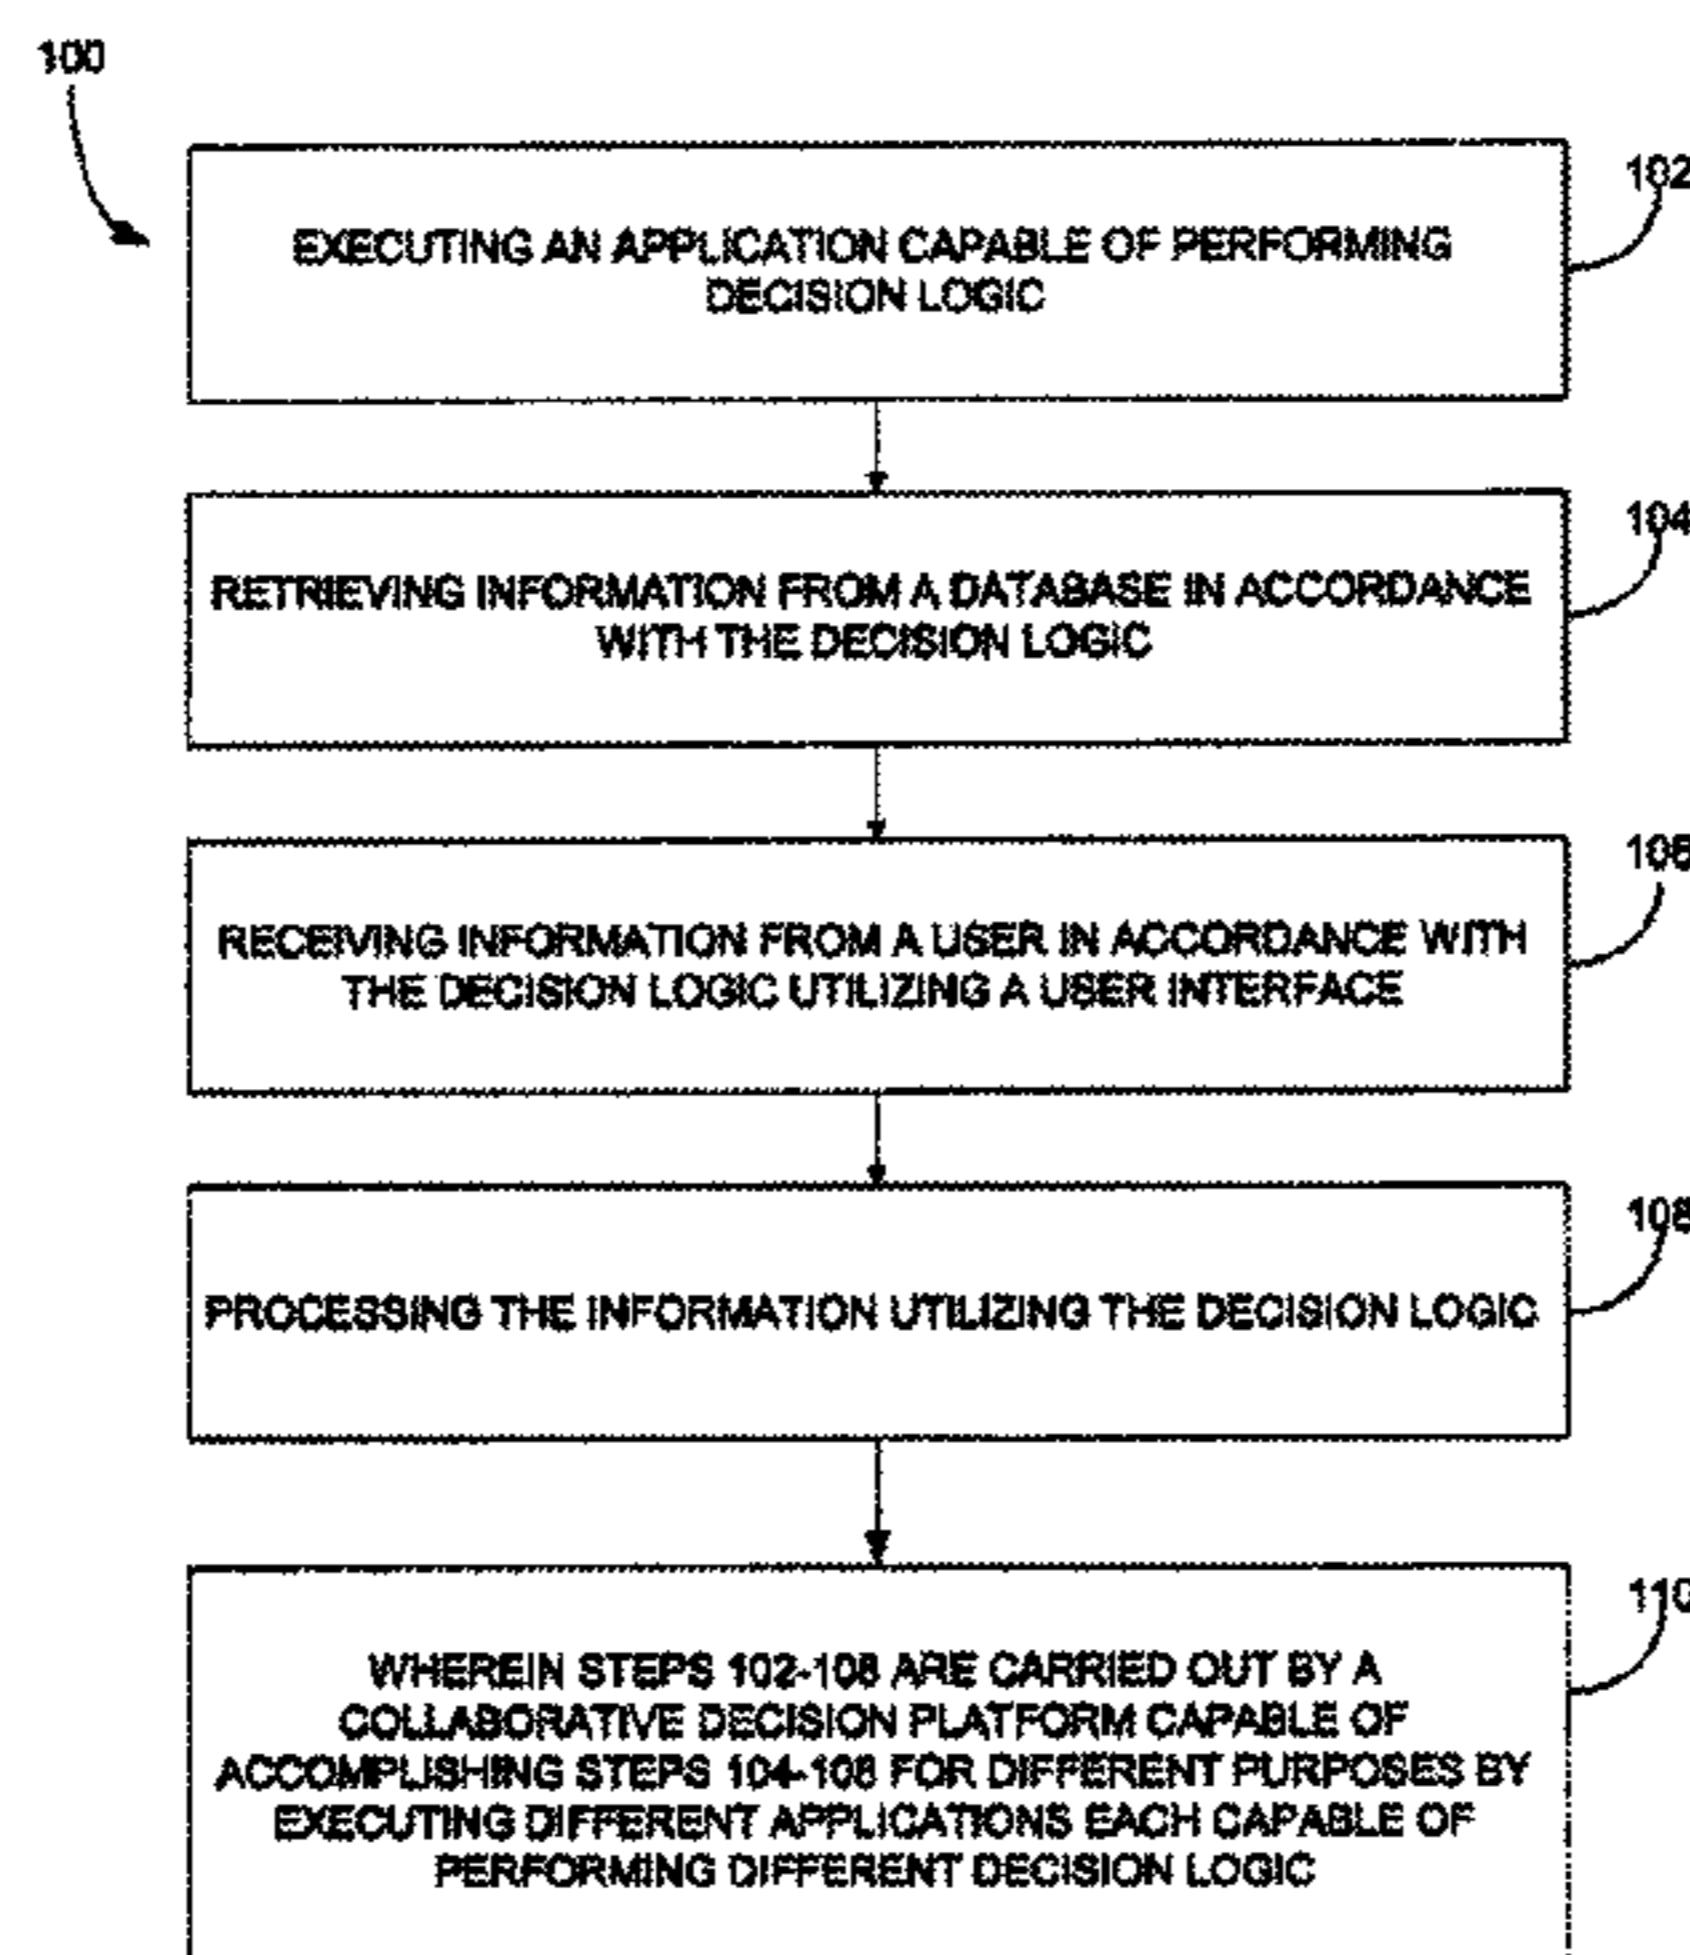 100
102
EXECUTING AN APPLICATION CAPABLE OF PERFORMING
DECISION LOGIC
104
RETRIEVING INFORMATION FROM A DATABASE IN ACCORDANCE
WITH THE DECISION LOGIC
106
RECEIVING INFORMATION FROM A USER IN ACCORDANCE WITH
THE DECISION LOGIC UTILIZING A USER INTERFACE
108
PROCESSING THE INFORMATION UTILIZING THE DECISION LOGIC
110
WHEREIN STEPS 102-108 ARE CARRIED OUT BY A
COLLABORATIVE DECISION PLATFORM CAPABLE OF
ACCOMPLISHING STEPS 104-108 FOR DIFFERENT PURPOSES BY
EXECUTING DIFFERENT APPLICATIONS EACH CAPABLE OF
PERFORMING DIFFERENT DECISION LOGIC